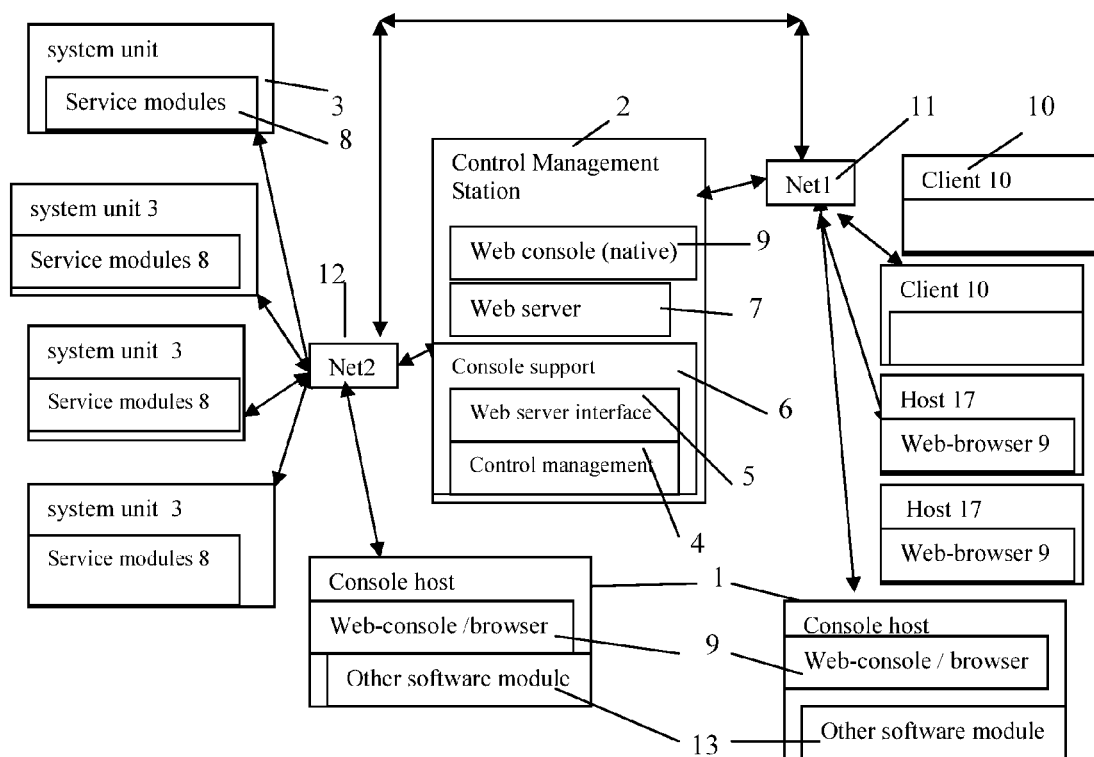 system unit
Service modules
3
8
system unit 3
Service modules 8
system unit 3
Service modules 8
system unit 3
Service modules 8
12
Net2
2
Control Management
Station
Web console (native)
9
Web server
7
Console support
6
Web server interface
5
Control management
4
11
Net1
10
Client 10
Client 10
Host 17
Web-browser 9
Host 17
Web-browser 9
Console host
1
Web-console /browser
9
Other software module
13
Console host
Web-console / browser
Other software module